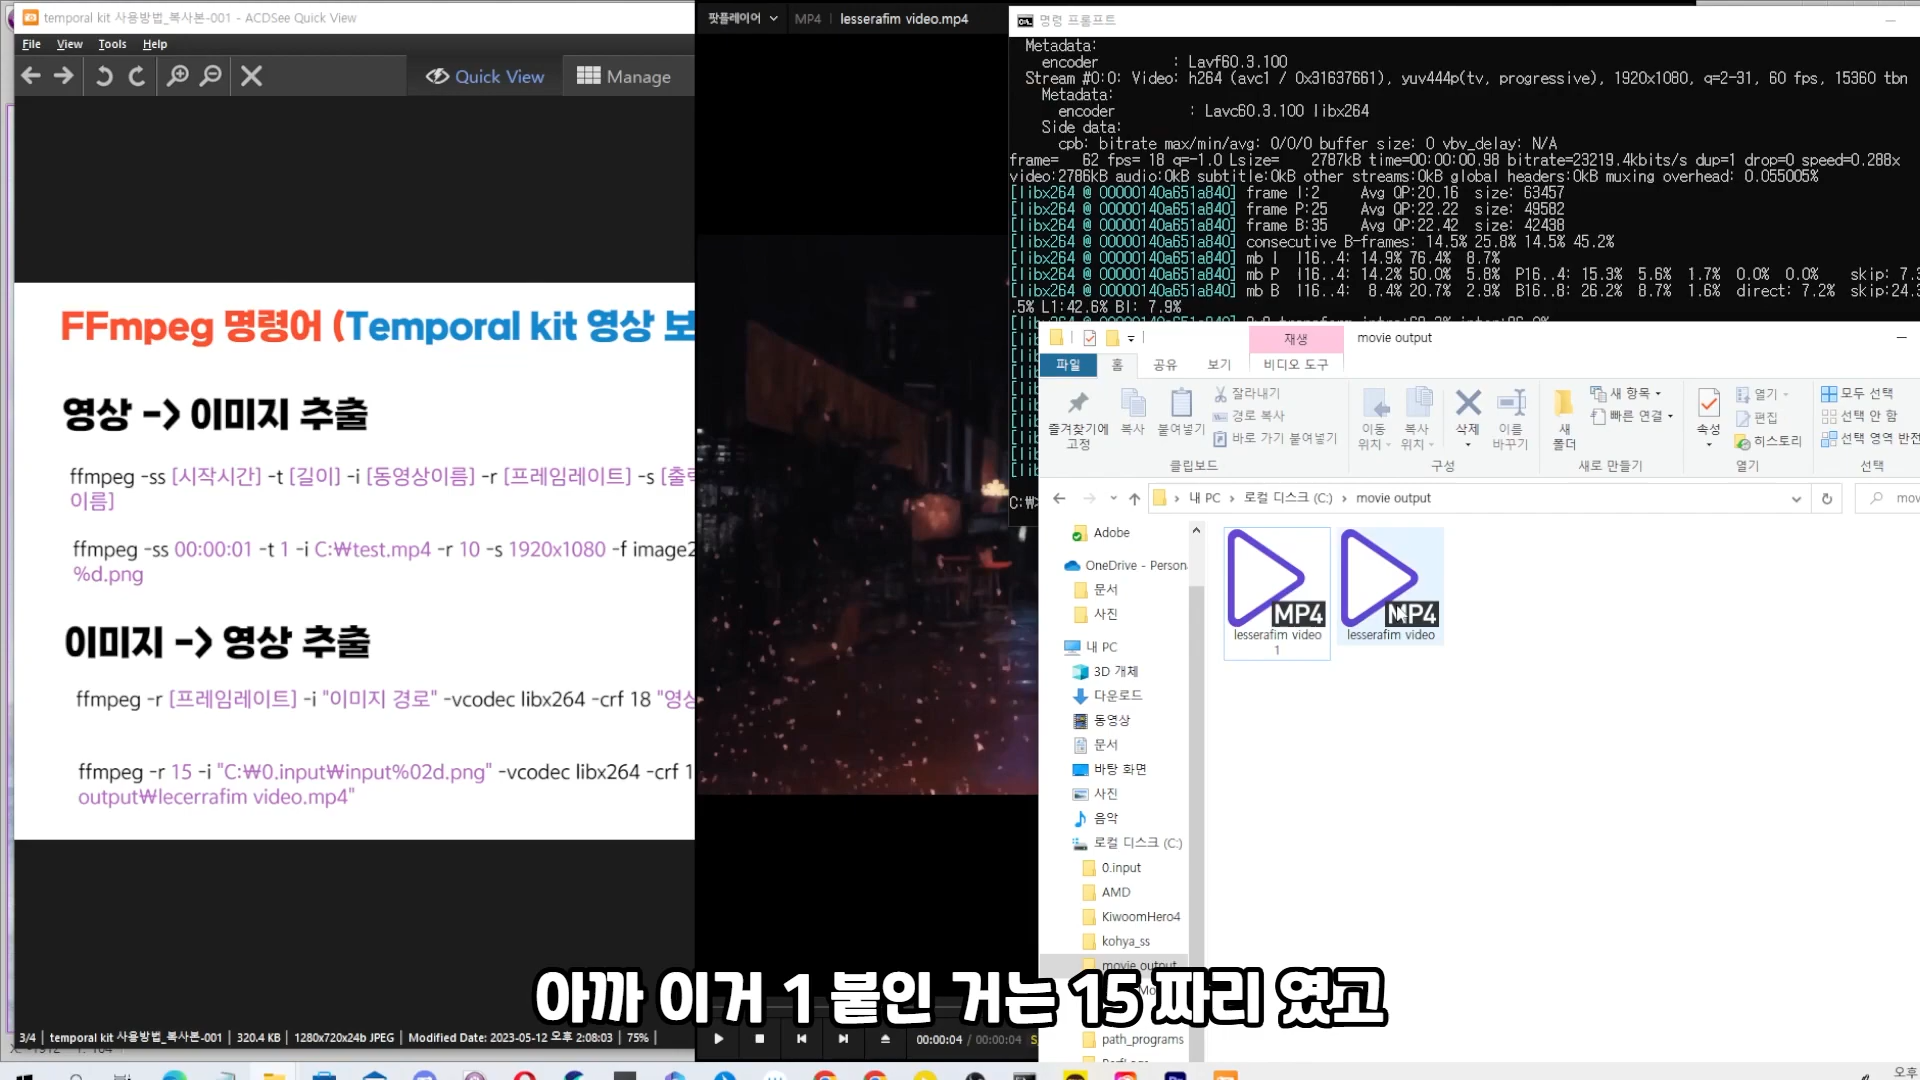 temporal kit 사용방법_복사본-001 - ACDSee Quick View
File View Tools Help
Quick View
Manage
FFmpeg 명령어 (Temporal kit 영상 보
영상 -> 이미지 추출
ffmpeg -ss [시작시간] -t [길이] -i [동영상이름] -r [프레임레이트] -s [출력
이름]
ffmpeg -ss 00:00:01 -t 1 -i C:₩test.mp4 -r 10 -s 1920x1080 -f image2
%d.png
이미지 -> 영상 추출
ffmpeg -r [프레임레이트] -i "이미지 경로" -vcodec libx264 -crf 18 "영상
ffmpeg -r 15 -i "C:₩0.input₩input%02d.png" -vcodec libx264 -crf 1
output₩lecerrafim video.mp4"
3/4 temporal kit 사용방법_복사본-001 320.4 KB 1280x720x24b JPEG Modified Date: 2023-05-12 오후 2:08:03 75%
팟플레이어 MP4 lesserafim video.mp4
00:00:04 / 00:00:04
명령 프롬프트
Metadata:
encoder : Lavf60.3.100
Stream #0:0: Video: h264 (avc1 / 0x31637661), yuv444p(tv, progressive), 1920x1080, q=2-31, 60 fps, 15360 tbn
Metadata:
encoder : Lavc60.3.100 libx264
Side data:
cpb: bitrate max/min/avg: 0/0/0 buffer size: 0 vbv_delay: N/A
frame= 62 fps= 18 q=-1.0 Lsize= 2787kB time=00:00:00.98 bitrate=23219.4kbits/s dup=1 drop=0 speed=0.288x
video:2786kB audio:0kB subtitle:0kB other streams:0kB global headers:0kB muxing overhead: 0.055005%
[libx264 @ 00000140a651a840] frame I:2 Avg QP:20.16 size: 63457
[libx264 @ 00000140a651a840] frame P:25 Avg QP:22.22 size: 49582
[libx264 @ 00000140a651a840] frame B:35 Avg QP:22.42 size: 42438
[libx264 @ 00000140a651a840] consecutive B-frames: 14.5% 25.8% 14.5% 45.2%
[libx264 @ 00000140a651a840] mb I I16..4: 14.9% 76.4% 8.7%
[libx264 @ 00000140a651a840] mb P I16..4: 14.2% 50.0% 5.8% P16..4: 15.3% 5.6% 1.7% 0.0% 0.0% skip: 7.3
[libx264 @ 00000140a651a840] mb B I16..4: 8.4% 20.7% 2.9% B16..8: 26.2% 8.7% 1.6% direct: 7.2% skip:24.3
.5% L1:42.6% BI: 7.9%
C:₩>
재생 movie output
파일 홈 공유 보기 비디오 도구
즐겨찾기에 고정
복사
붙여넣기
잘라내기
경로 복사
바로 가기 붙여넣기
클립보드
이동 위치
복사 위치
삭제
이름 바꾸기
구성
새 폴더
새 항목
빠른 연결
새로 만들기
속성
열기
편집
히스토리
열기
모두 선택
선택 안 함
선택 영역 반전
선택
내 PC 로컬 디스크 (C:) movie output
Adobe
OneDrive - Person
문서
사진
내 PC
3D 개체
다운로드
동영상
문서
바탕 화면
사진
음악
로컬 디스크 (C:)
0.input
AMD
KiwoomHero4
kohya_ss
movie output
path_programs
MP4
lesserafim video
1
MP4
lesserafim video
아까 이거 1 붙인 거는 15 짜리 였고
오후